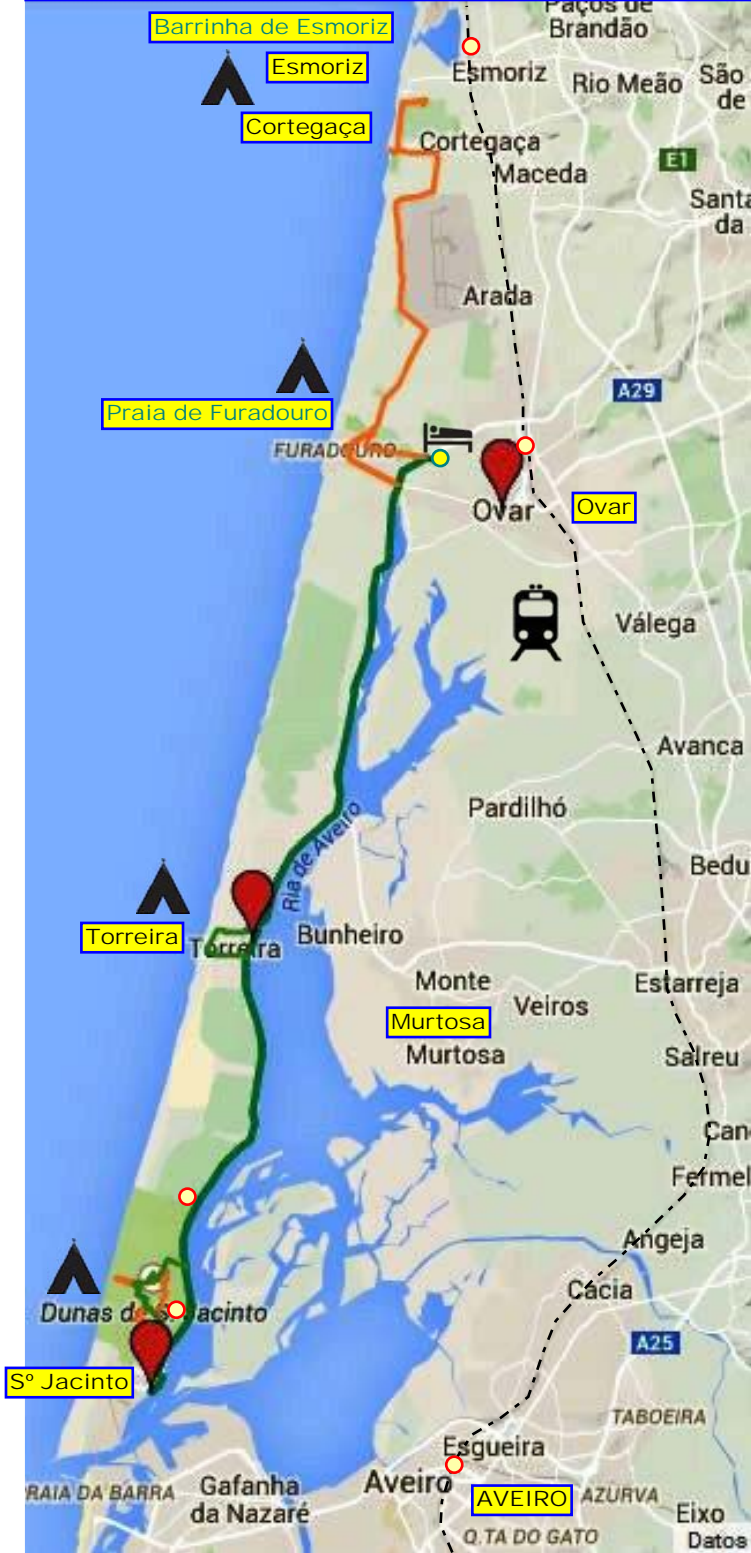 Paços de
Brandão
Barrinha de Esmoriz
Esmoriz
Esmoriz
Rio Meão
São
de
Cortegaça
Cortegaça
E1
Maceda
Santa
da
Arada
A29
Praia de Furadouro
FURADOURO
Ovar
Ovar
Válega
Avanca
Pardilhó
Ria de Aveiro
Bedu
Torreira
Torreira
Bunheiro
Monte
Estarreja
Veiros
Murtosa
Murtosa
Salreu
Can
Fermel
Angeja
Cácia
Dunas de S. Jacinto
A25
Sº Jacinto
TABOEIRA
Esgueira
Aveiro
RAIA DA BARRA
Gafanha
da Nazaré
AVEIRO
AZURVA
Eixo
Q.TA DO GATO
Datos